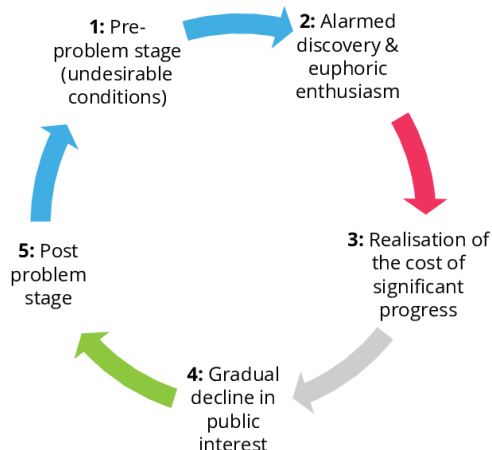 1: Pre-
problem stage
(undesirable
conditions)
2: Alarmed
discovery &
euphoric
enthusiasm
3: Realisation of
the cost of
significant
progress
4: Gradual
decline in
public
interest
5: Post
problem
stage